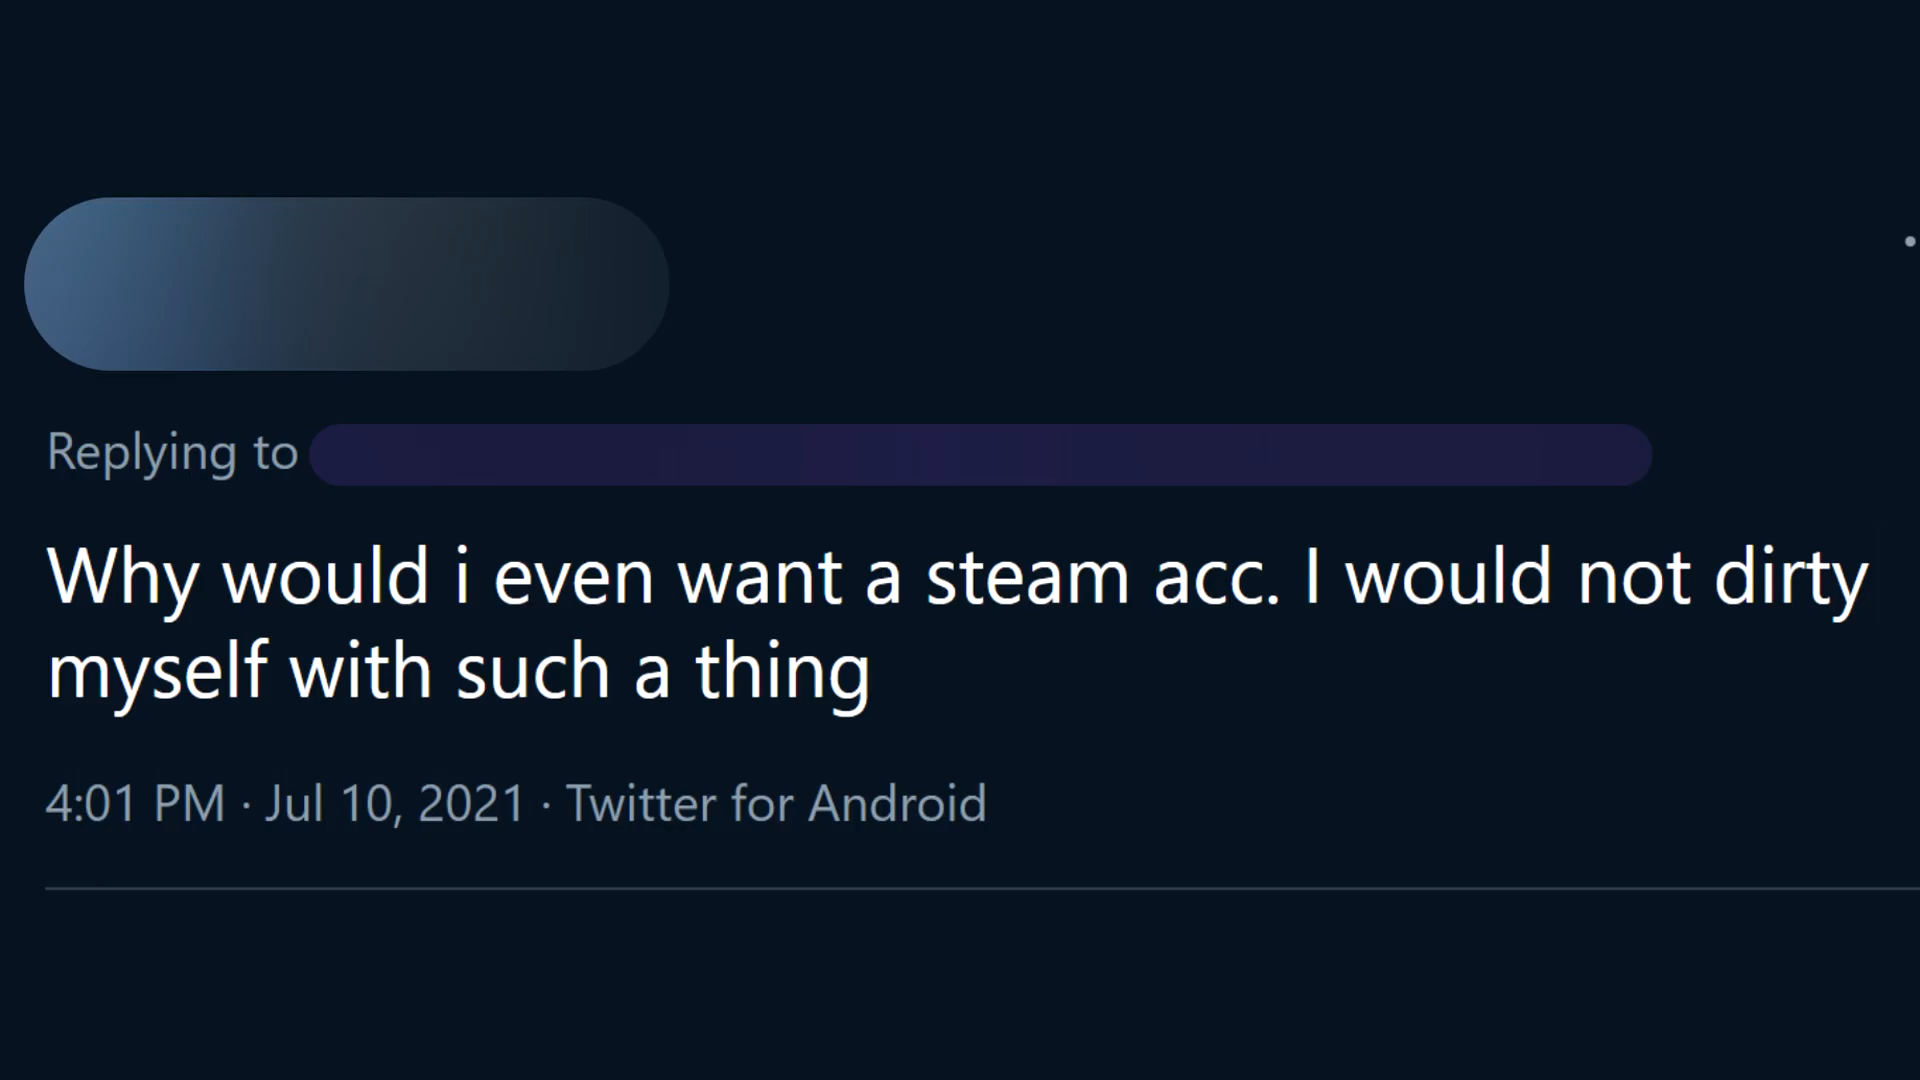 Replying to
Why would i even want a steam acc. I would not dirty
myself with such a thing
4:01 PM · Jul 10, 2021 · Twitter for Android